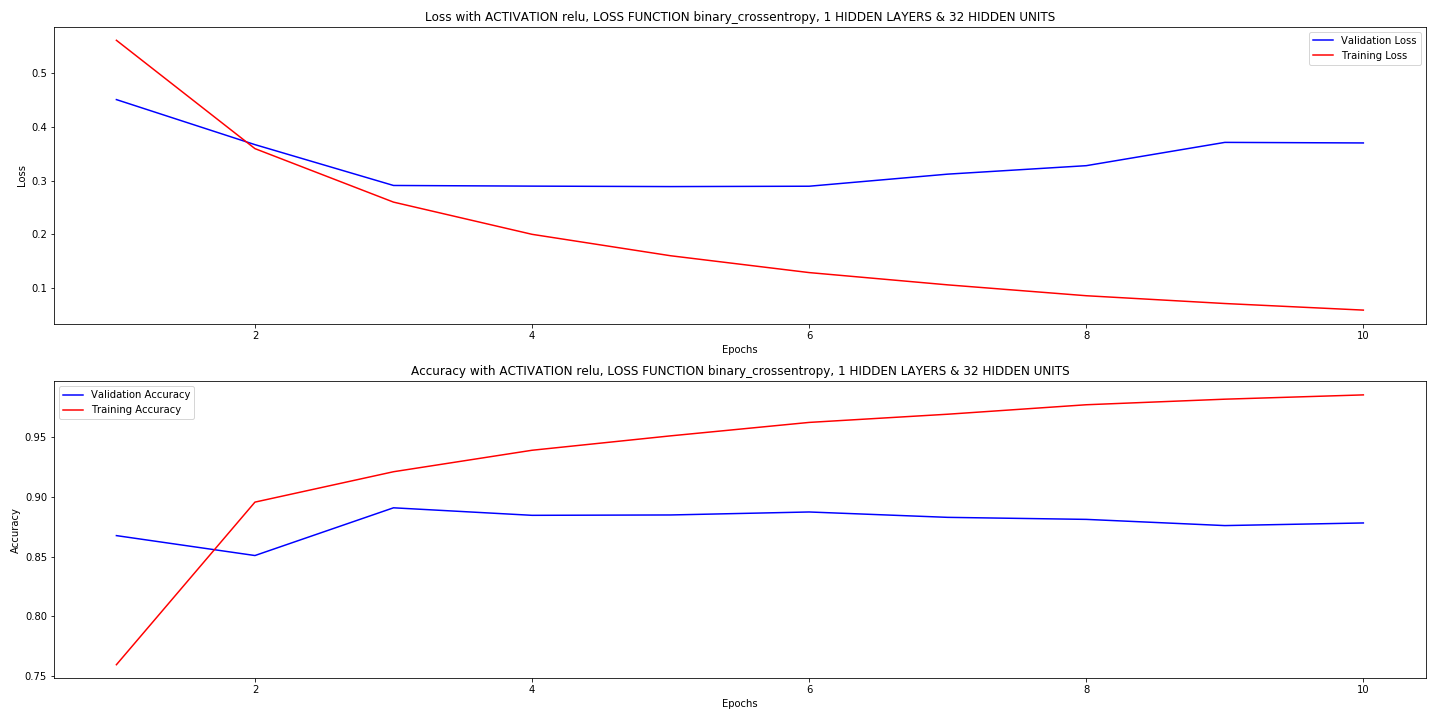 Loss with ACTIVATION relu, LOSS FUNCTION binary_crossentropy, 1 HIDDEN LAYERS & 32 HIDDEN UNITS
Validation Loss
Training Loss
0.5
0.4
0.3
0.2
0.1
Loss
2 4 6 8 10
Epochs
Accuracy with ACTIVATION relu, LOSS FUNCTION binary_crossentropy, 1 HIDDEN LAYERS & 32 HIDDEN UNITS
Validation Accuracy
Training Accuracy
0.95
0.90
0.85
0.80
0.75
Accuracy
2 4 6 8 10
Epochs